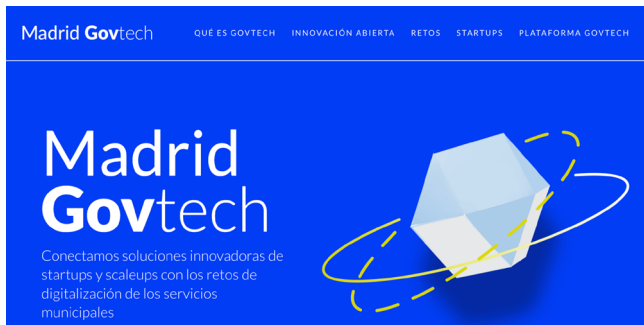 Madrid Govtech QUÉ ES GOVTECH INNOVACIÓN ABIERTA RETOS STARTUPS PLATAFORMA GOVTECH
Madrid
Govtech
Conectamos soluciones innovadoras de
startups y scaleups con los retos de
digitalización de los servicios
municipales